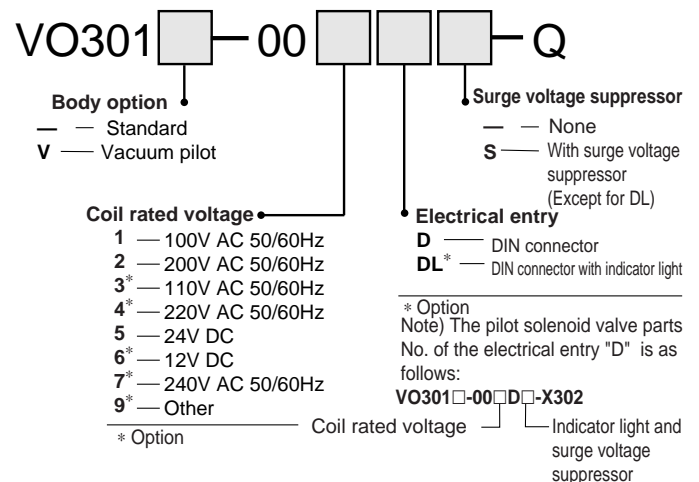 VO301□—00□□□—Q
Body option
— — Standard
V — Vacuum pilot
Surge voltage suppressor
— — None
S — With surge voltage
suppressor
(Except for DL)
Coil rated voltage
1 — 100V AC 50/60Hz
2 — 200V AC 50/60Hz
3* — 110V AC 50/60Hz
4* — 220V AC 50/60Hz
5 — 24V DC
6* — 12V DC
7* — 240V AC 50/60Hz
9* — Other
* Option
Electrical entry
D — DIN connector
DL* — DIN connector with indicator light
* Option
Note) The pilot solenoid valve parts
No. of the electrical entry "D" is as
follows:
VO301□-00□D□-X302
Coil rated voltage
Indicator light and
surge voltage
suppressor